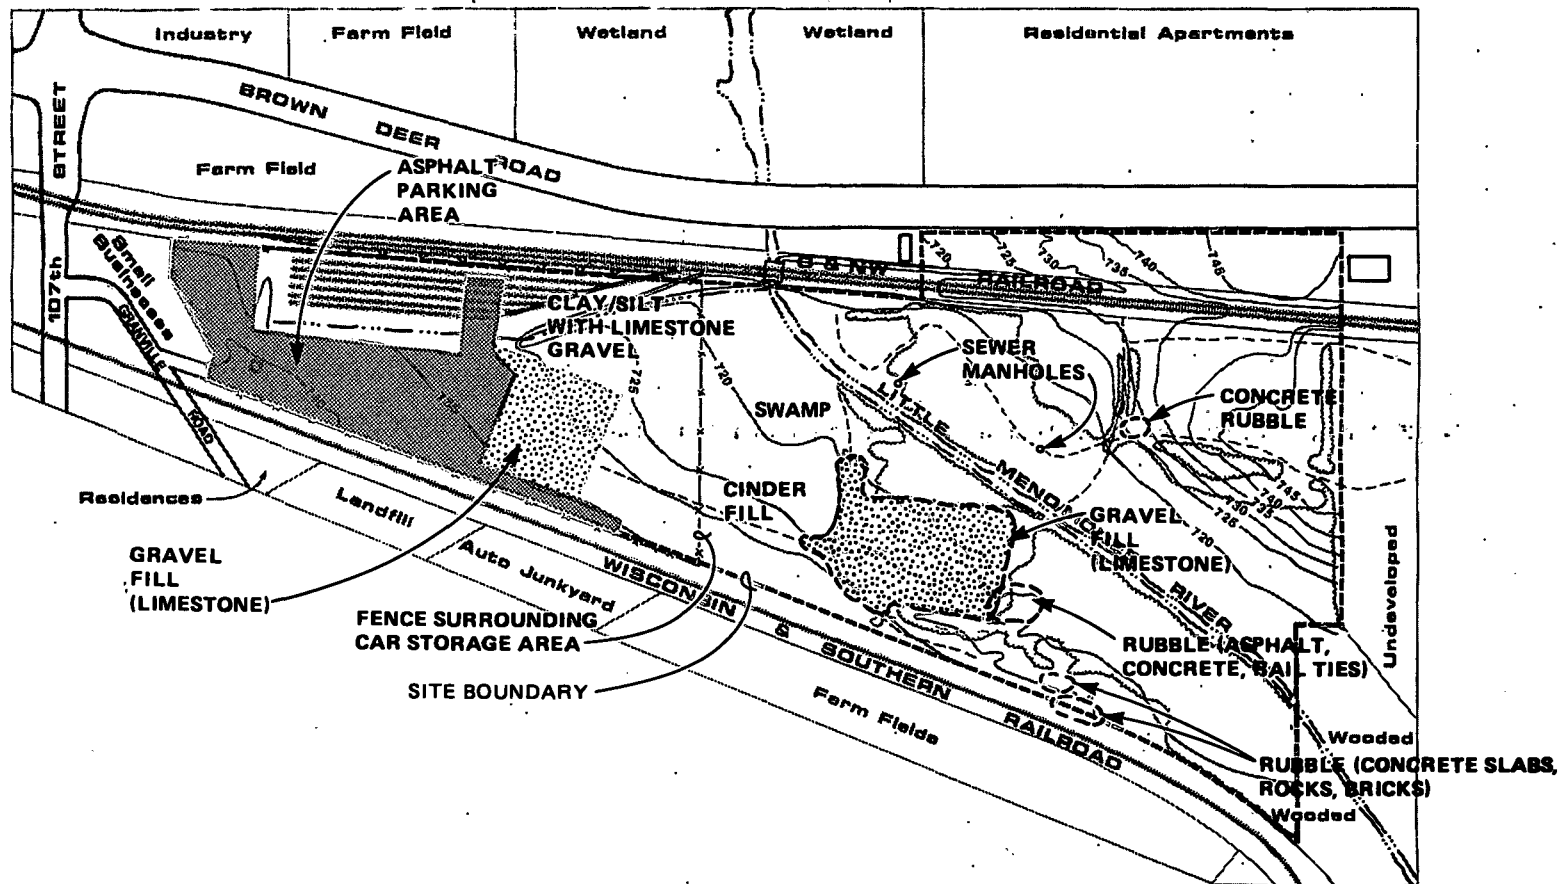 Industry
Farm Field
Wetland
Wetland
Residential Apartments
BROWN DEER ROAD
STREET
107th
Farm Field
ASPHALT
PARKING
AREA
Small
Businesses
GRANVILLE
ROAD
C & NW RAILROAD
720
725
730
735
740
745
CLAY/SILT
WITH LIMESTONE
GRAVEL
725
720
SEWER
MANHOLES
SWAMP
LITTLE
RIVER
CONCRETE
RUBBLE
745
740
735
730
725
720
CINDER
FILL
GRAVEL
FILL
(LIMESTONE)
Residences
Landfill
Auto Junkyard
GRAVEL
FILL
(LIMESTONE)
WISCONSIN & SOUTHERN RAILROAD
FENCE SURROUNDING
CAR STORAGE AREA
SITE BOUNDARY
Farm Fields
RUBBLE (ASPHALT,
CONCRETE, RAIL TIES)
Undeveloped
Wooded
RUBBLE (CONCRETE SLABS,
ROCKS, BRICKS)
Wooded